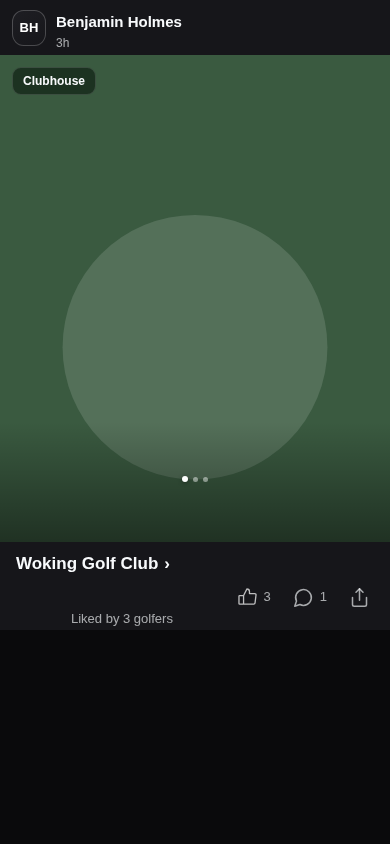 BH
Benjamin Holmes
3h
Clubhouse
Woking Golf Club ›
3
1
Liked by 3 golfers